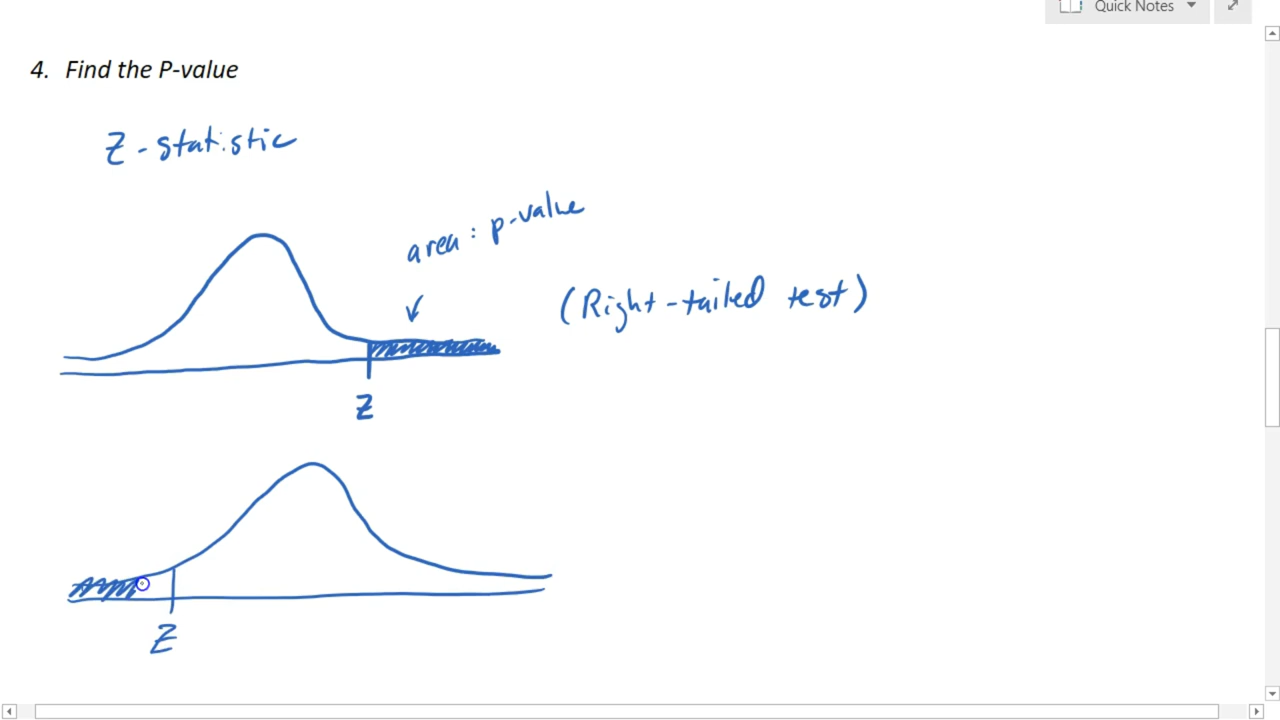 Quick Notes
4. Find the P-value
Z-statistic
area: p-value
(Right-tailed test)
Z
Z